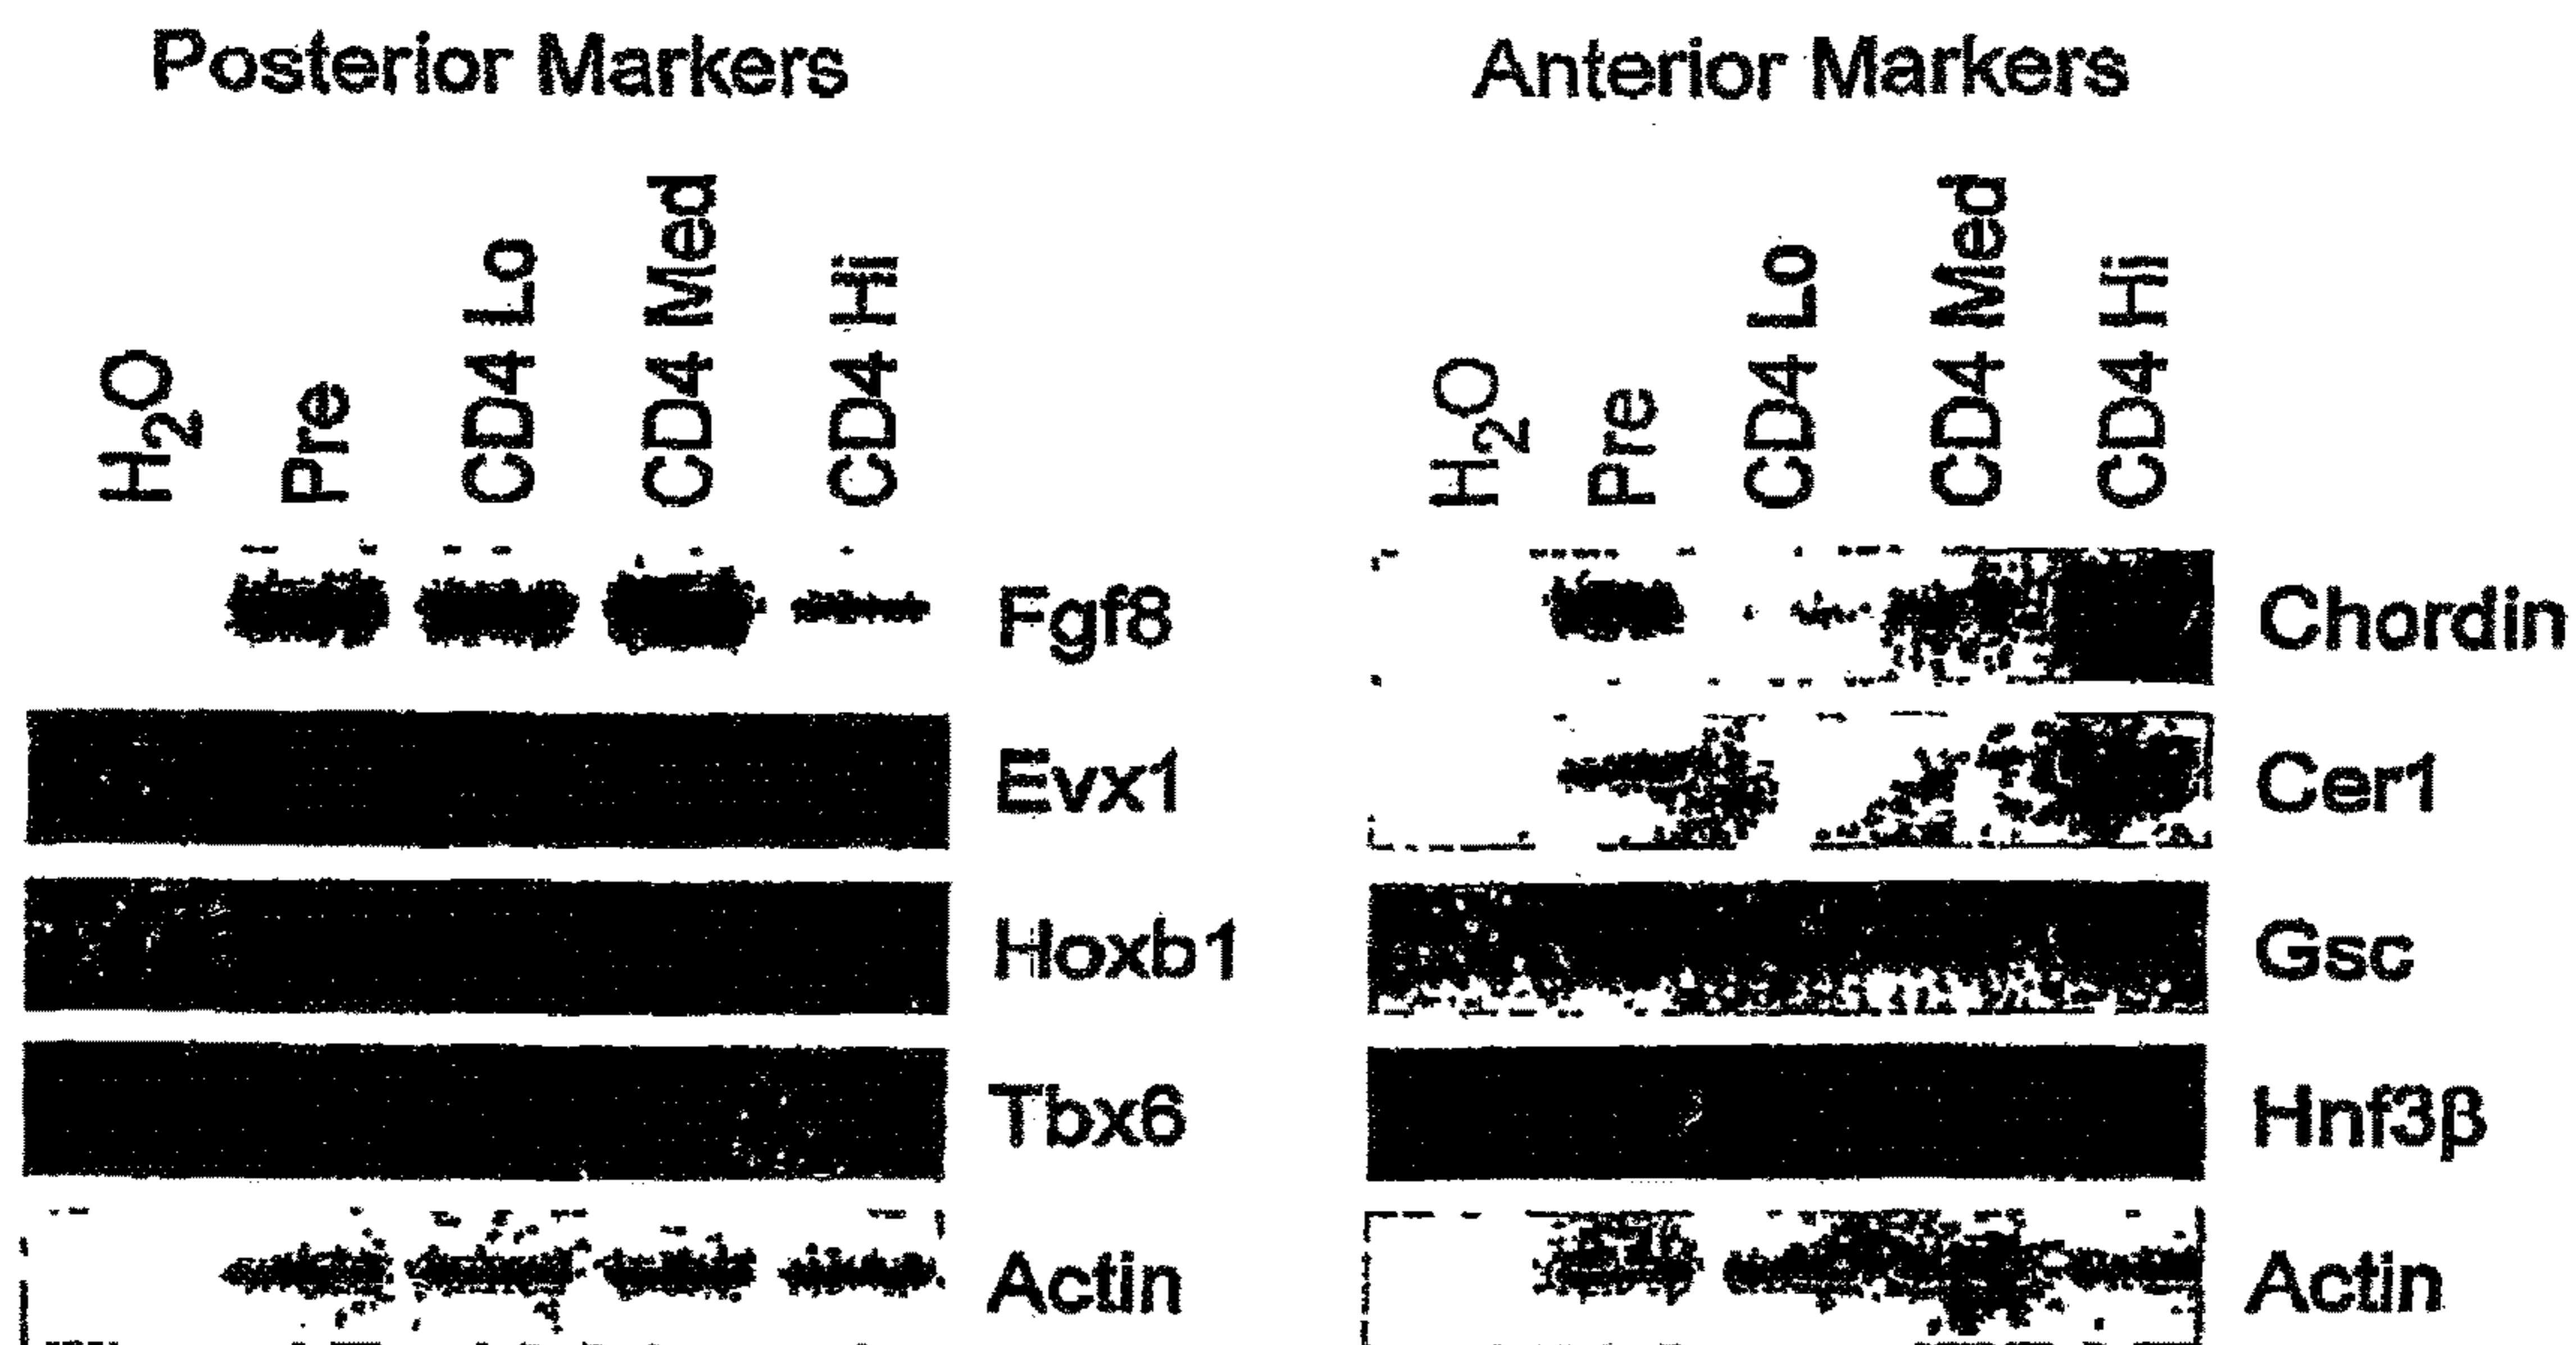 Posterior Markers
H₂O
Pre
CD4 Lo
CD4 Med
CD4 Hi
Fgf8
Evx1
Hoxb1
Tbx6
Actin
Anterior Markers
H₂O
Pre
CD4 Lo
CD4 Med
CD4 Hi
Chordin
Cer1
Gsc
Hnf3β
Actin